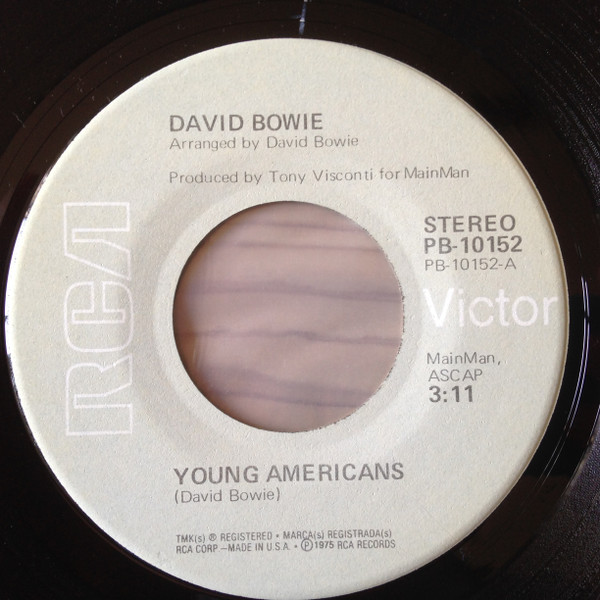 DAVID BOWIE
Arranged by David Bowie
Produced by Tony Visconti for MainMan
STEREO
PB-10152
PB-10152-A
RCA
Victor
MainMan,
ASCAP
3:11
YOUNG AMERICANS
(David Bowie)
TMK(s) ® REGISTERED • MARCA(s) REGISTRADA(s)
RCA CORP.–MADE IN U.S.A. • ℗1975 RCA RECORDS